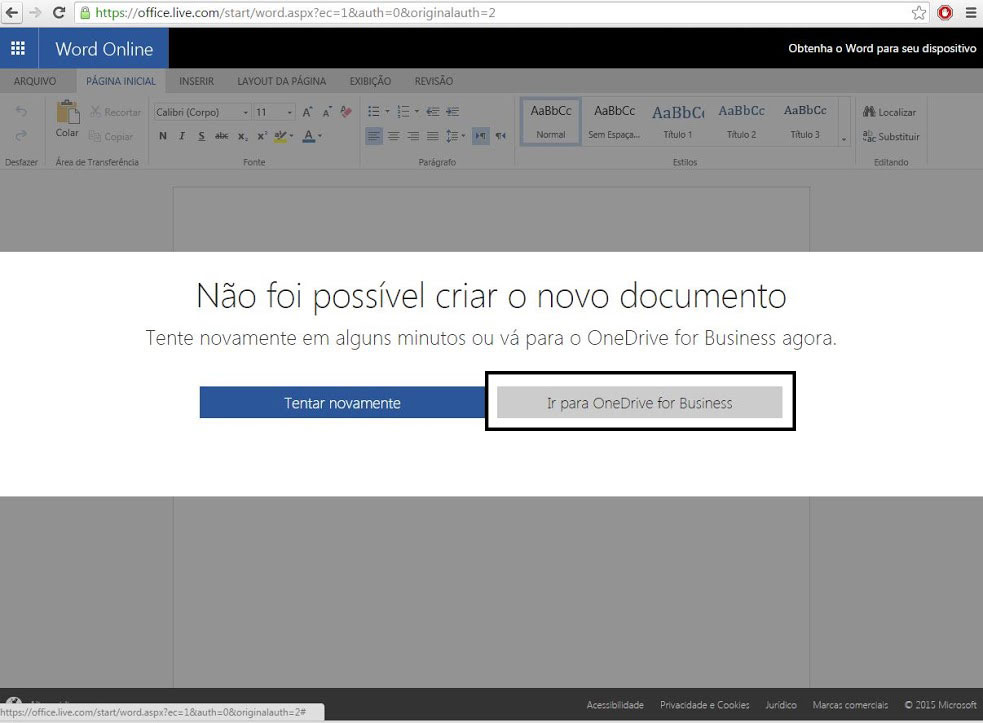 https://office.live.com/start/word.aspx?ec=1&auth=0&originalauth=2
Word Online
Obtenha o Word para seu dispositivo
ARQUIVO PÁGINA INICIAL INSERIR LAYOUT DA PÁGINA EXIBIÇÃO REVISÃO
Colar
Recortar
Copiar
Calibri (Corpo) 11
N I S abc x₂ x² A
AaBbCc AaBbCc AaBbCc AaBbCc AaBbCc
Normal Sem Espaça... Título 1 Título 2 Título 3
Localizar
Substituir
Desfazer Área de Transferência Fonte Parágrafo Estilos Editando
Não foi possível criar o novo documento
Tente novamente em alguns minutos ou vá para o OneDrive for Business agora.
Tentar novamente
Ir para OneDrive for Business
Acessibilidade Privacidade e Cookies Jurídico Marcas comerciais © 2015 Microsoft
https://office.live.com/start/word.aspx?ec=1&auth=0&originalauth=2#